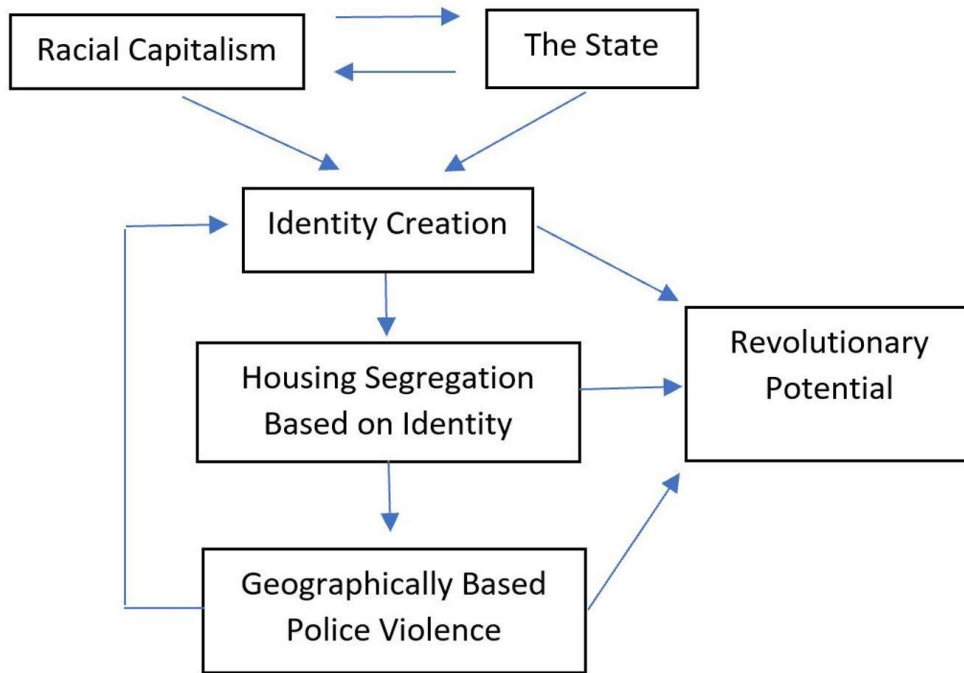 Racial Capitalism
The State
Identity Creation
Housing Segregation
Based on Identity
Revolutionary
Potential
Geographically Based
Police Violence